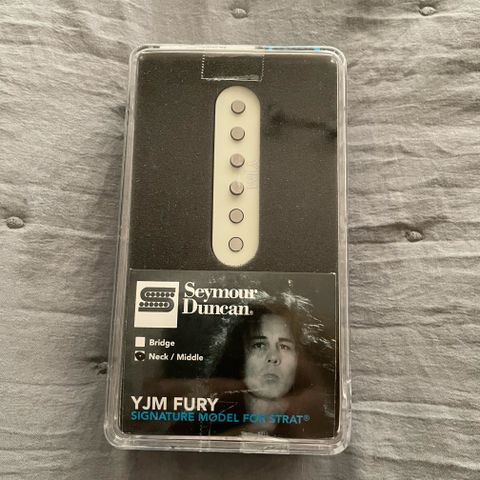 Seymour
Duncan®
Bridge
Neck / Middle
YJM FURY
SIGNATURE MODEL FOR STRAT®